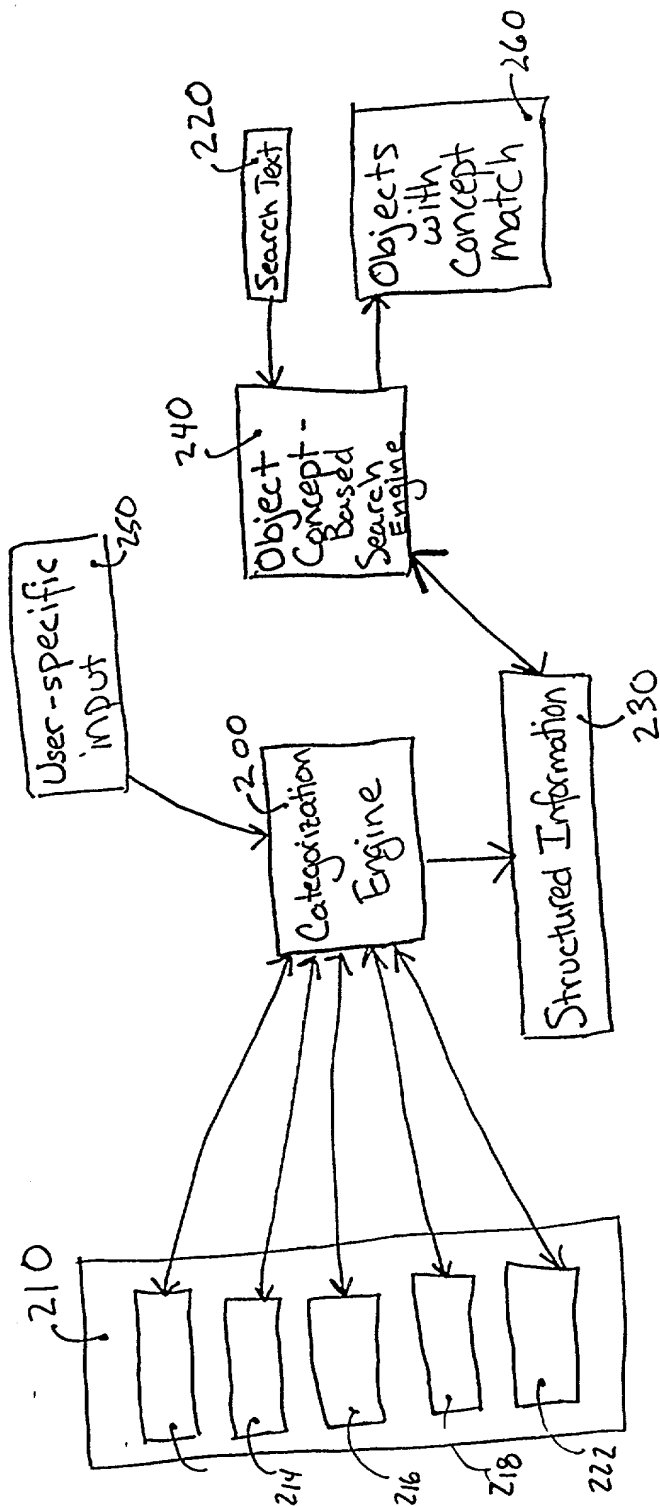 210
214
216
218
222
User-specific
input
250
200
Categorization
Engine
Structured Information
230
240
Object
Concept-
Based
Search
Engine
220
Search Text
Objects
with
Concept
match
260